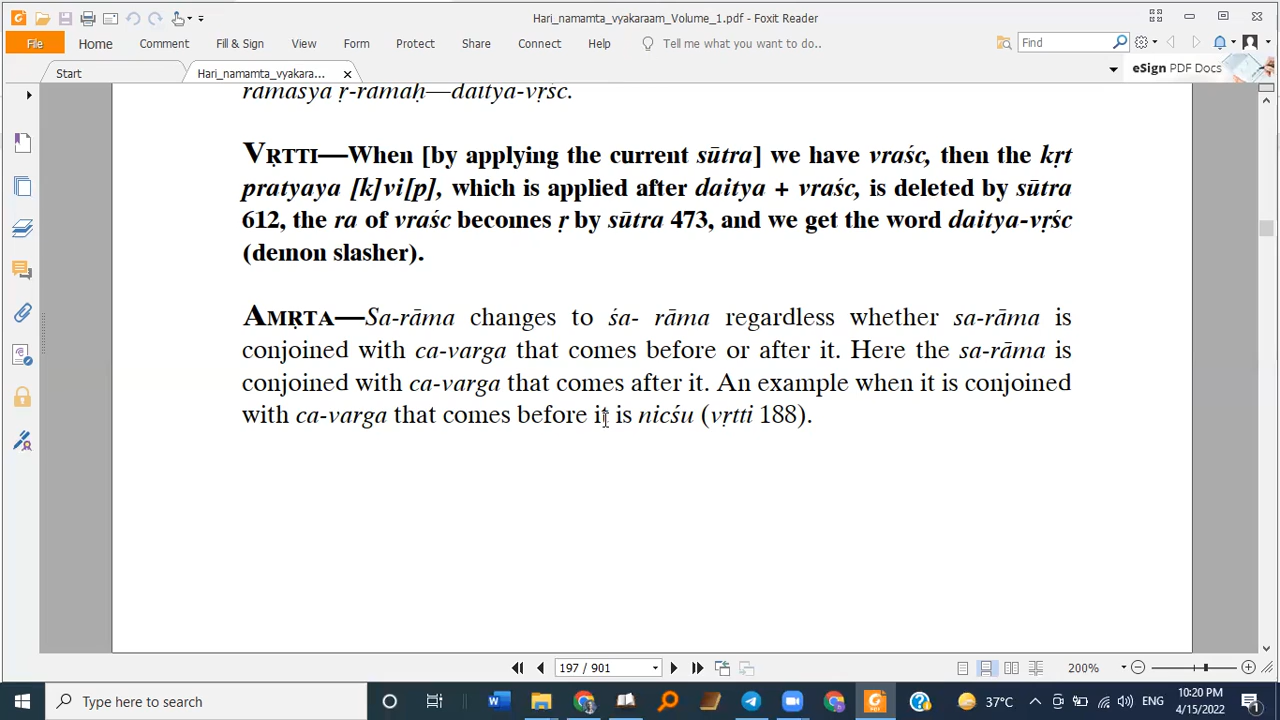 Hari_namamta_vyakaraam_Volume_1.pdf - Foxit Reader
File Home Comment Fill & Sign View Form Protect Share Connect Help Tell me what you want to do.. Find
Start Hari_namamta_vyakara... eSign PDF Docs
rāmasya ṛ-rāmaḥ—daitya-vṛśc.
VṚTTI—When [by applying the current sūtra] we have vraśc, then the kṛt
pratyaya [k]vi[p], which is applied after daitya + vraśc, is deleted by sūtra
612, the ra of vraśc becomes ṛ by sūtra 473, and we get the word daitya-vṛśc
(demon slasher).
AMṚTA—Sa-rāma changes to śa- rāma regardless whether sa-rāma is
conjoined with ca-varga that comes before or after it. Here the sa-rāma is
conjoined with ca-varga that comes after it. An example when it is conjoined
with ca-varga that comes before it is nicśu (vṛtti 188).
197 / 901 200%
Type here to search 37°C ENG 10:20 PM
4/15/2022